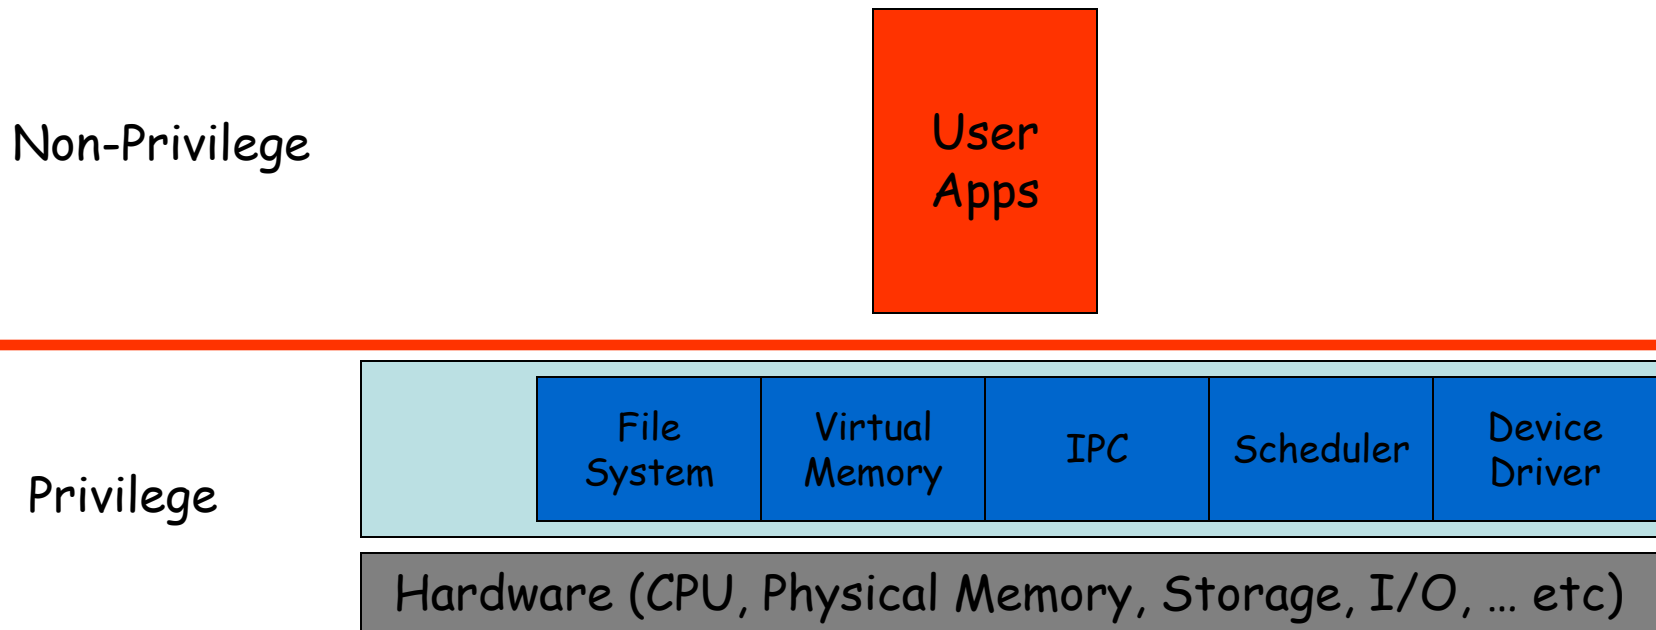 Non-Privilege
User
Apps
File
System
Virtual
Memory
IPC
Scheduler
Device
Driver
Privilege
Hardware (CPU, Physical Memory, Storage, I/O, … etc)